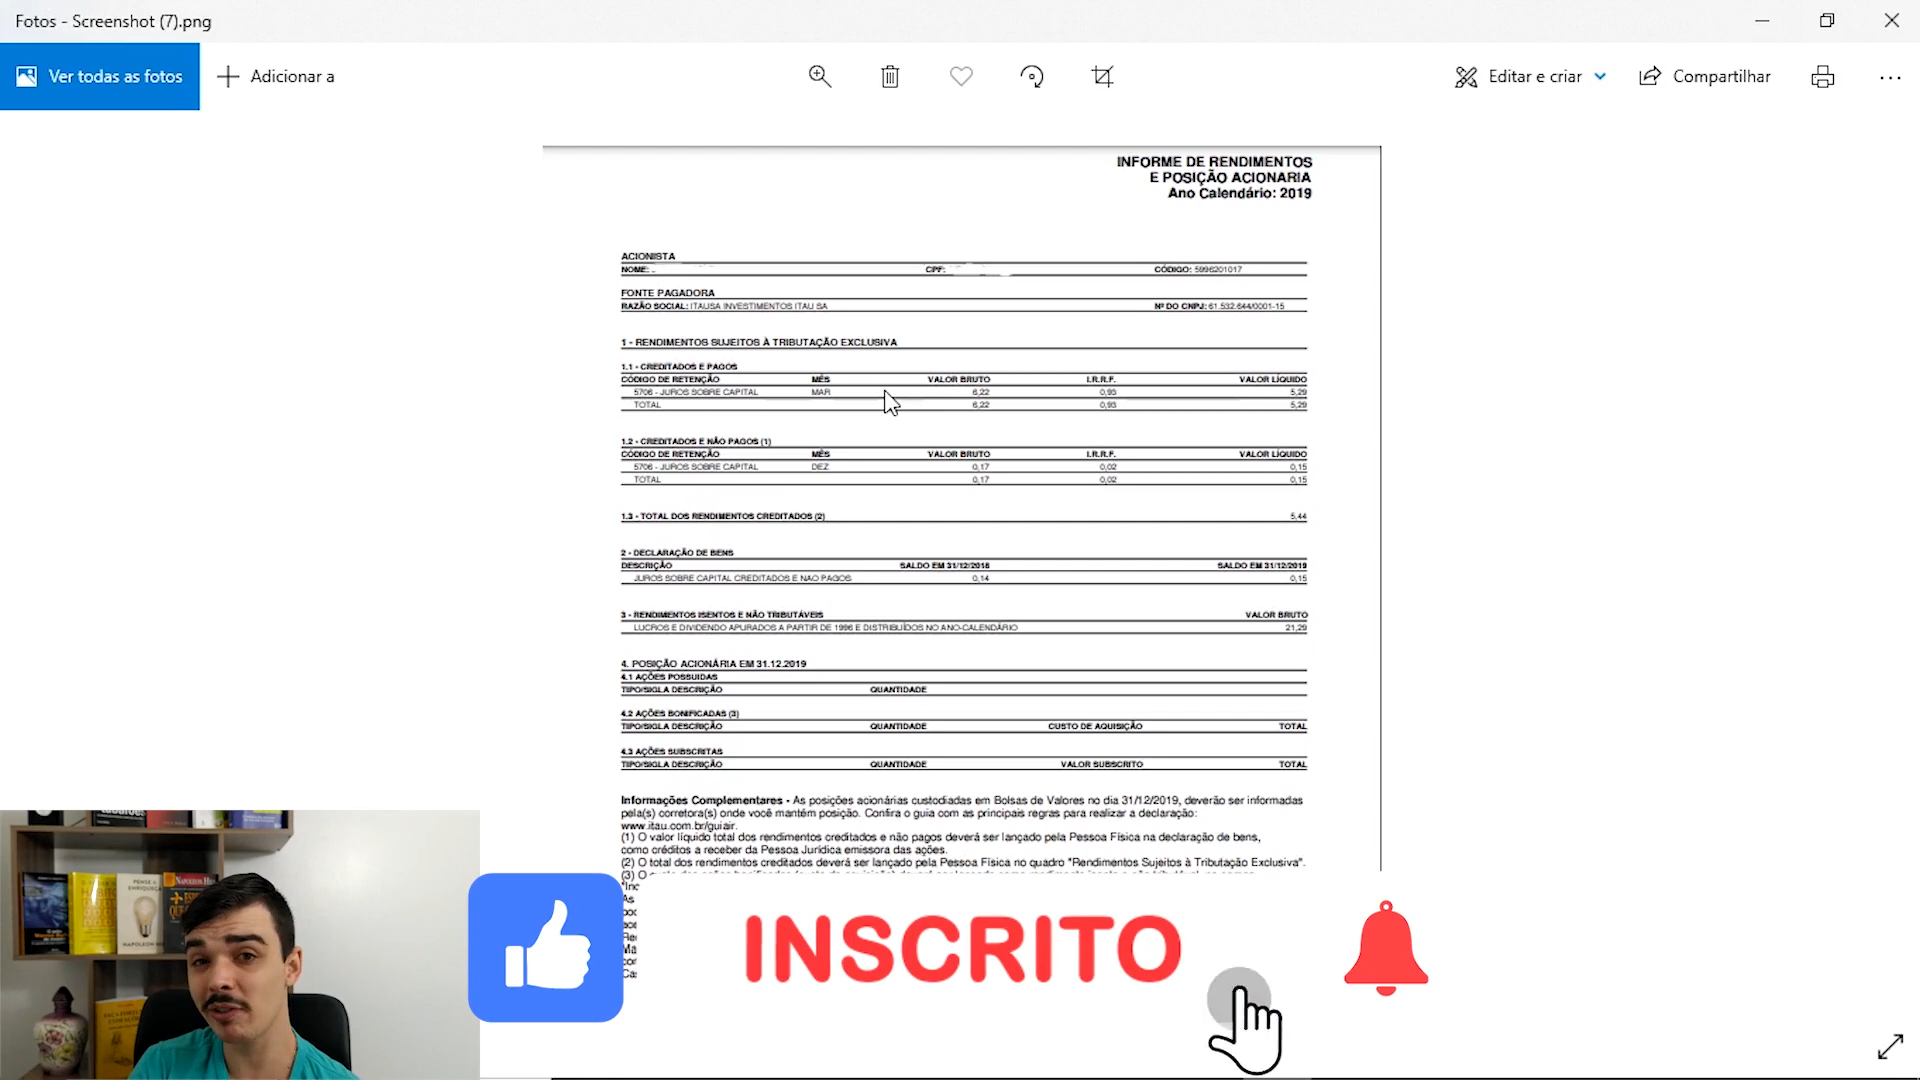 Fotos - Screenshot (7).png
Ver todas as fotos
Adicionar a
Editar e criar
Compartilhar
INFORME DE RENDIMENTOS
E POSIÇÃO ACIONARIA
Ano Calendário: 2019
ACIONISTA
NOME: CPF: CÓDIGO: 5996201017
FONTE PAGADORA
RAZÃO SOCIAL: ITAUSA INVESTIMENTOS ITAU SA Nº DO CNPJ: 61.532.644/0001-15
1 - RENDIMENTOS SUJEITOS À TRIBUTAÇÃO EXCLUSIVA
1.1 - CREDITADOS E PAGOS
CÓDIGO DE RETENÇÃO MÊS VALOR BRUTO I.R.R.F. VALOR LÍQUIDO
5706 - JUROS SOBRE CAPITAL MAR 6,22 0,93 5,29
TOTAL 6,22 0,93 5,29
1.2 - CREDITADOS E NÃO PAGOS (1)
CÓDIGO DE RETENÇÃO MÊS VALOR BRUTO I.R.R.F. VALOR LÍQUIDO
5706 - JUROS SOBRE CAPITAL DEZ 0,17 0,02 0,15
TOTAL 0,17 0,02 0,15
1.3 - TOTAL DOS RENDIMENTOS CREDITADOS (2) 5,44
2 - DECLARAÇÃO DE BENS
DESCRIÇÃO SALDO EM 31/12/2018 SALDO EM 31/12/2019
JUROS SOBRE CAPITAL CREDITADOS E NAO PAGOS 0,14 0,15
3 - RENDIMENTOS ISENTOS E NÃO TRIBUTÁVEIS VALOR BRUTO
LUCROS E DIVIDENDO APURADOS A PARTIR DE 1996 E DISTRIBUÍDOS NO ANO-CALENDÁRIO 21,29
4. POSIÇÃO ACIONÁRIA EM 31.12.2019
4.1 AÇÕES POSSUIDAS
TIPO/SIGLA DESCRIÇÃO QUANTIDADE
4.2 AÇÕES BONIFICADAS (3)
TIPO/SIGLA DESCRIÇÃO QUANTIDADE CUSTO DE AQUISIÇÃO TOTAL
4.3 AÇÕES SUBSCRITAS
TIPO/SIGLA DESCRIÇÃO QUANTIDADE VALOR SUBSCRITO TOTAL
Informações Complementares - As posições acionárias custodiadas em Bolsas de Valores no dia 31/12/2019, deverão ser informadas
pela(s) corretora(s) onde você mantém posição. Confira o guia com as principais regras para realizar a declaração:
www.itau.com.br/guiair.
(1) O valor líquido total dos rendimentos creditados e não pagos deverá ser lançado pela Pessoa Física na declaração de bens,
como créditos a receber da Pessoa Jurídica emissora das ações.
(2) O total dos rendimentos creditados deverá ser lançado pela Pessoa Física no quadro "Rendimentos Sujeitos à Tributação Exclusiva".
(3) O
INSCRITO
PENSE &
ENRIQUEÇA
NAPOLEON HILL